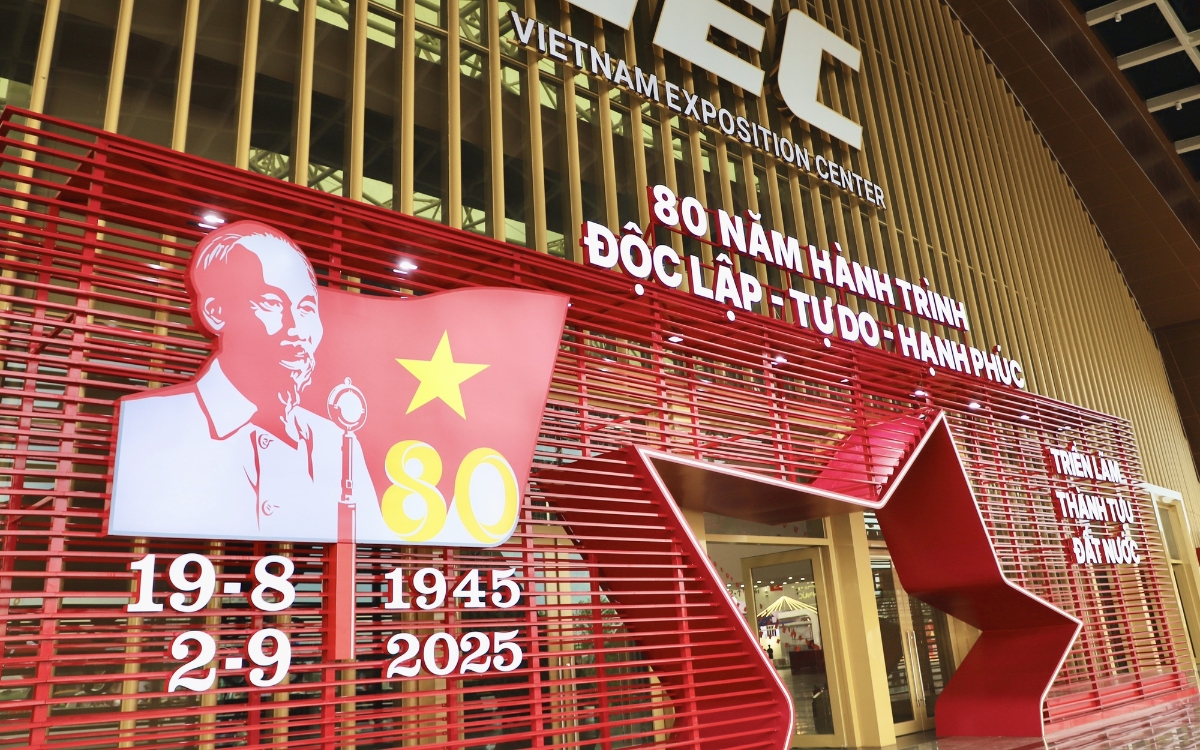 VEC
VIETNAM EXPOSITION CENTER
80 NĂM HÀNH TRÌNH
ĐỘC LẬP - TỰ DO - HẠNH PHÚC
80
19-8 1945
2-9 2025
TRIỂN LÃM
THÀNH TỰU
ĐẤT NƯỚC